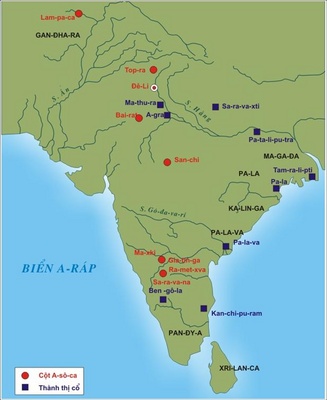 Lam-pa-ca
GAN-DHA-RA
Top-ra
S. Ấn
Đê-Li
S. Hằng
Ma-thu-ra
Sa-ra-va-xti
Bai-rat
A-gra
Pa-ta-li-pu-tra
MA-GA-ĐA
San-chi
PA-LA
Tam-ra-li-pti
Pa-la
KA-LIN-GA
S. Gô-đa-va-ri
PA-LA-VA
Pa-la-va
Ma-xki
BIỂN A-RÁP
Ra-met-xva
Sa-ra-va-na
Ben -gô-la
Kan-chi-pu-ram
PAN-ĐY-A
XRI-LAN-CA
Cột A-sô-ca
Thành thị cổ